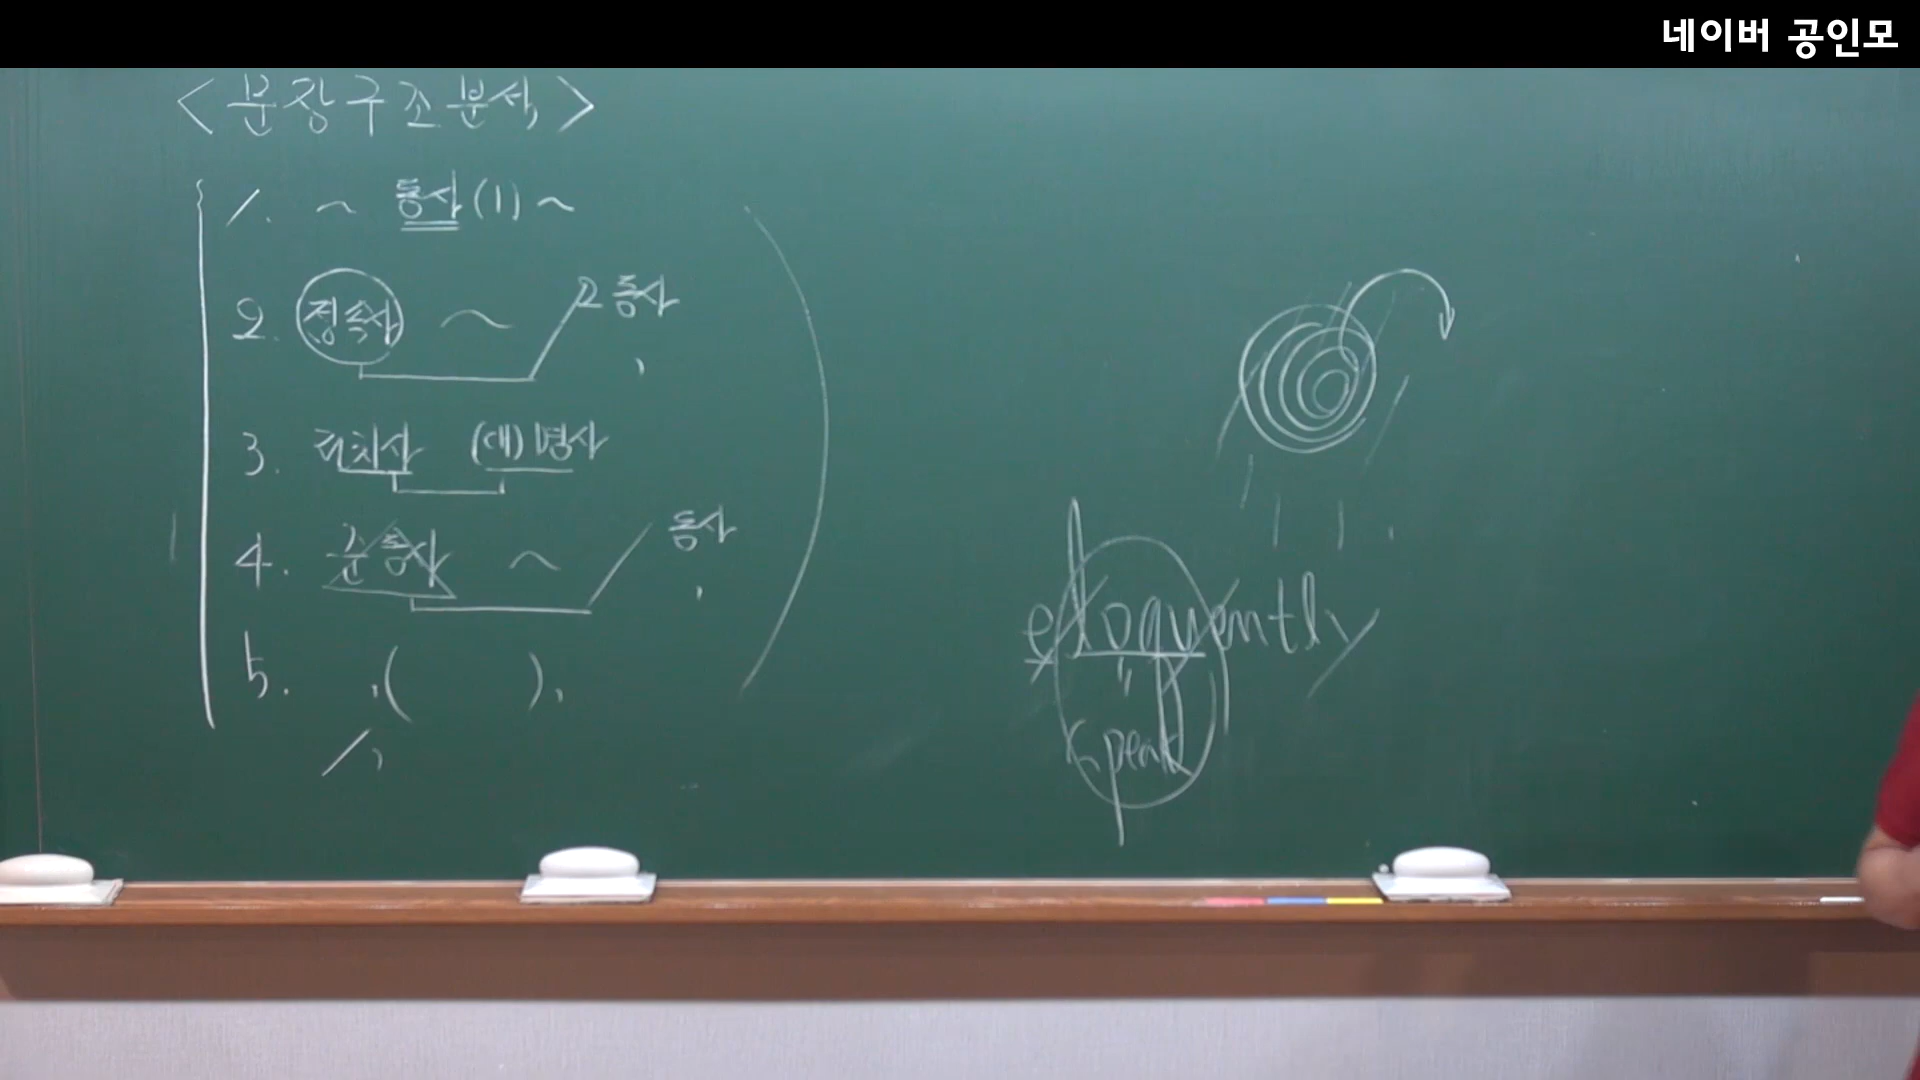 네이버 공인모
<문장구조분석>
1. ~ 동사(1) ~
2. 접속사 ~ 2 동사 ,
3. 전치사 (대)명사
4. 준동사 ~ 동사 ,
5. ,( ),
/,
eloquently
"
speak